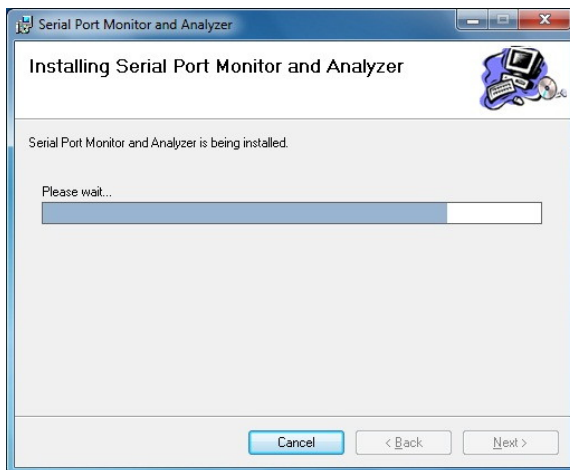 Serial Port Monitor and Analyzer
Installing Serial Port Monitor and Analyzer
Serial Port Monitor and Analyzer is being installed.
Please wait...
Cancel
< Back
Next >